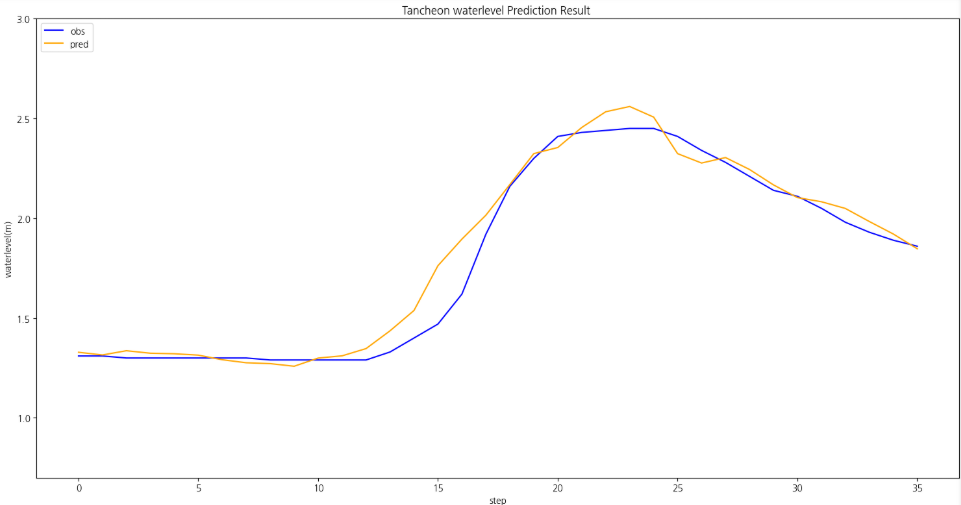 Tancheon waterlevel Prediction Result
obs
pred
waterlevel(m)
3.0
2.5
2.0
1.5
1.0
0 5 10 15 20 25 30 35
step